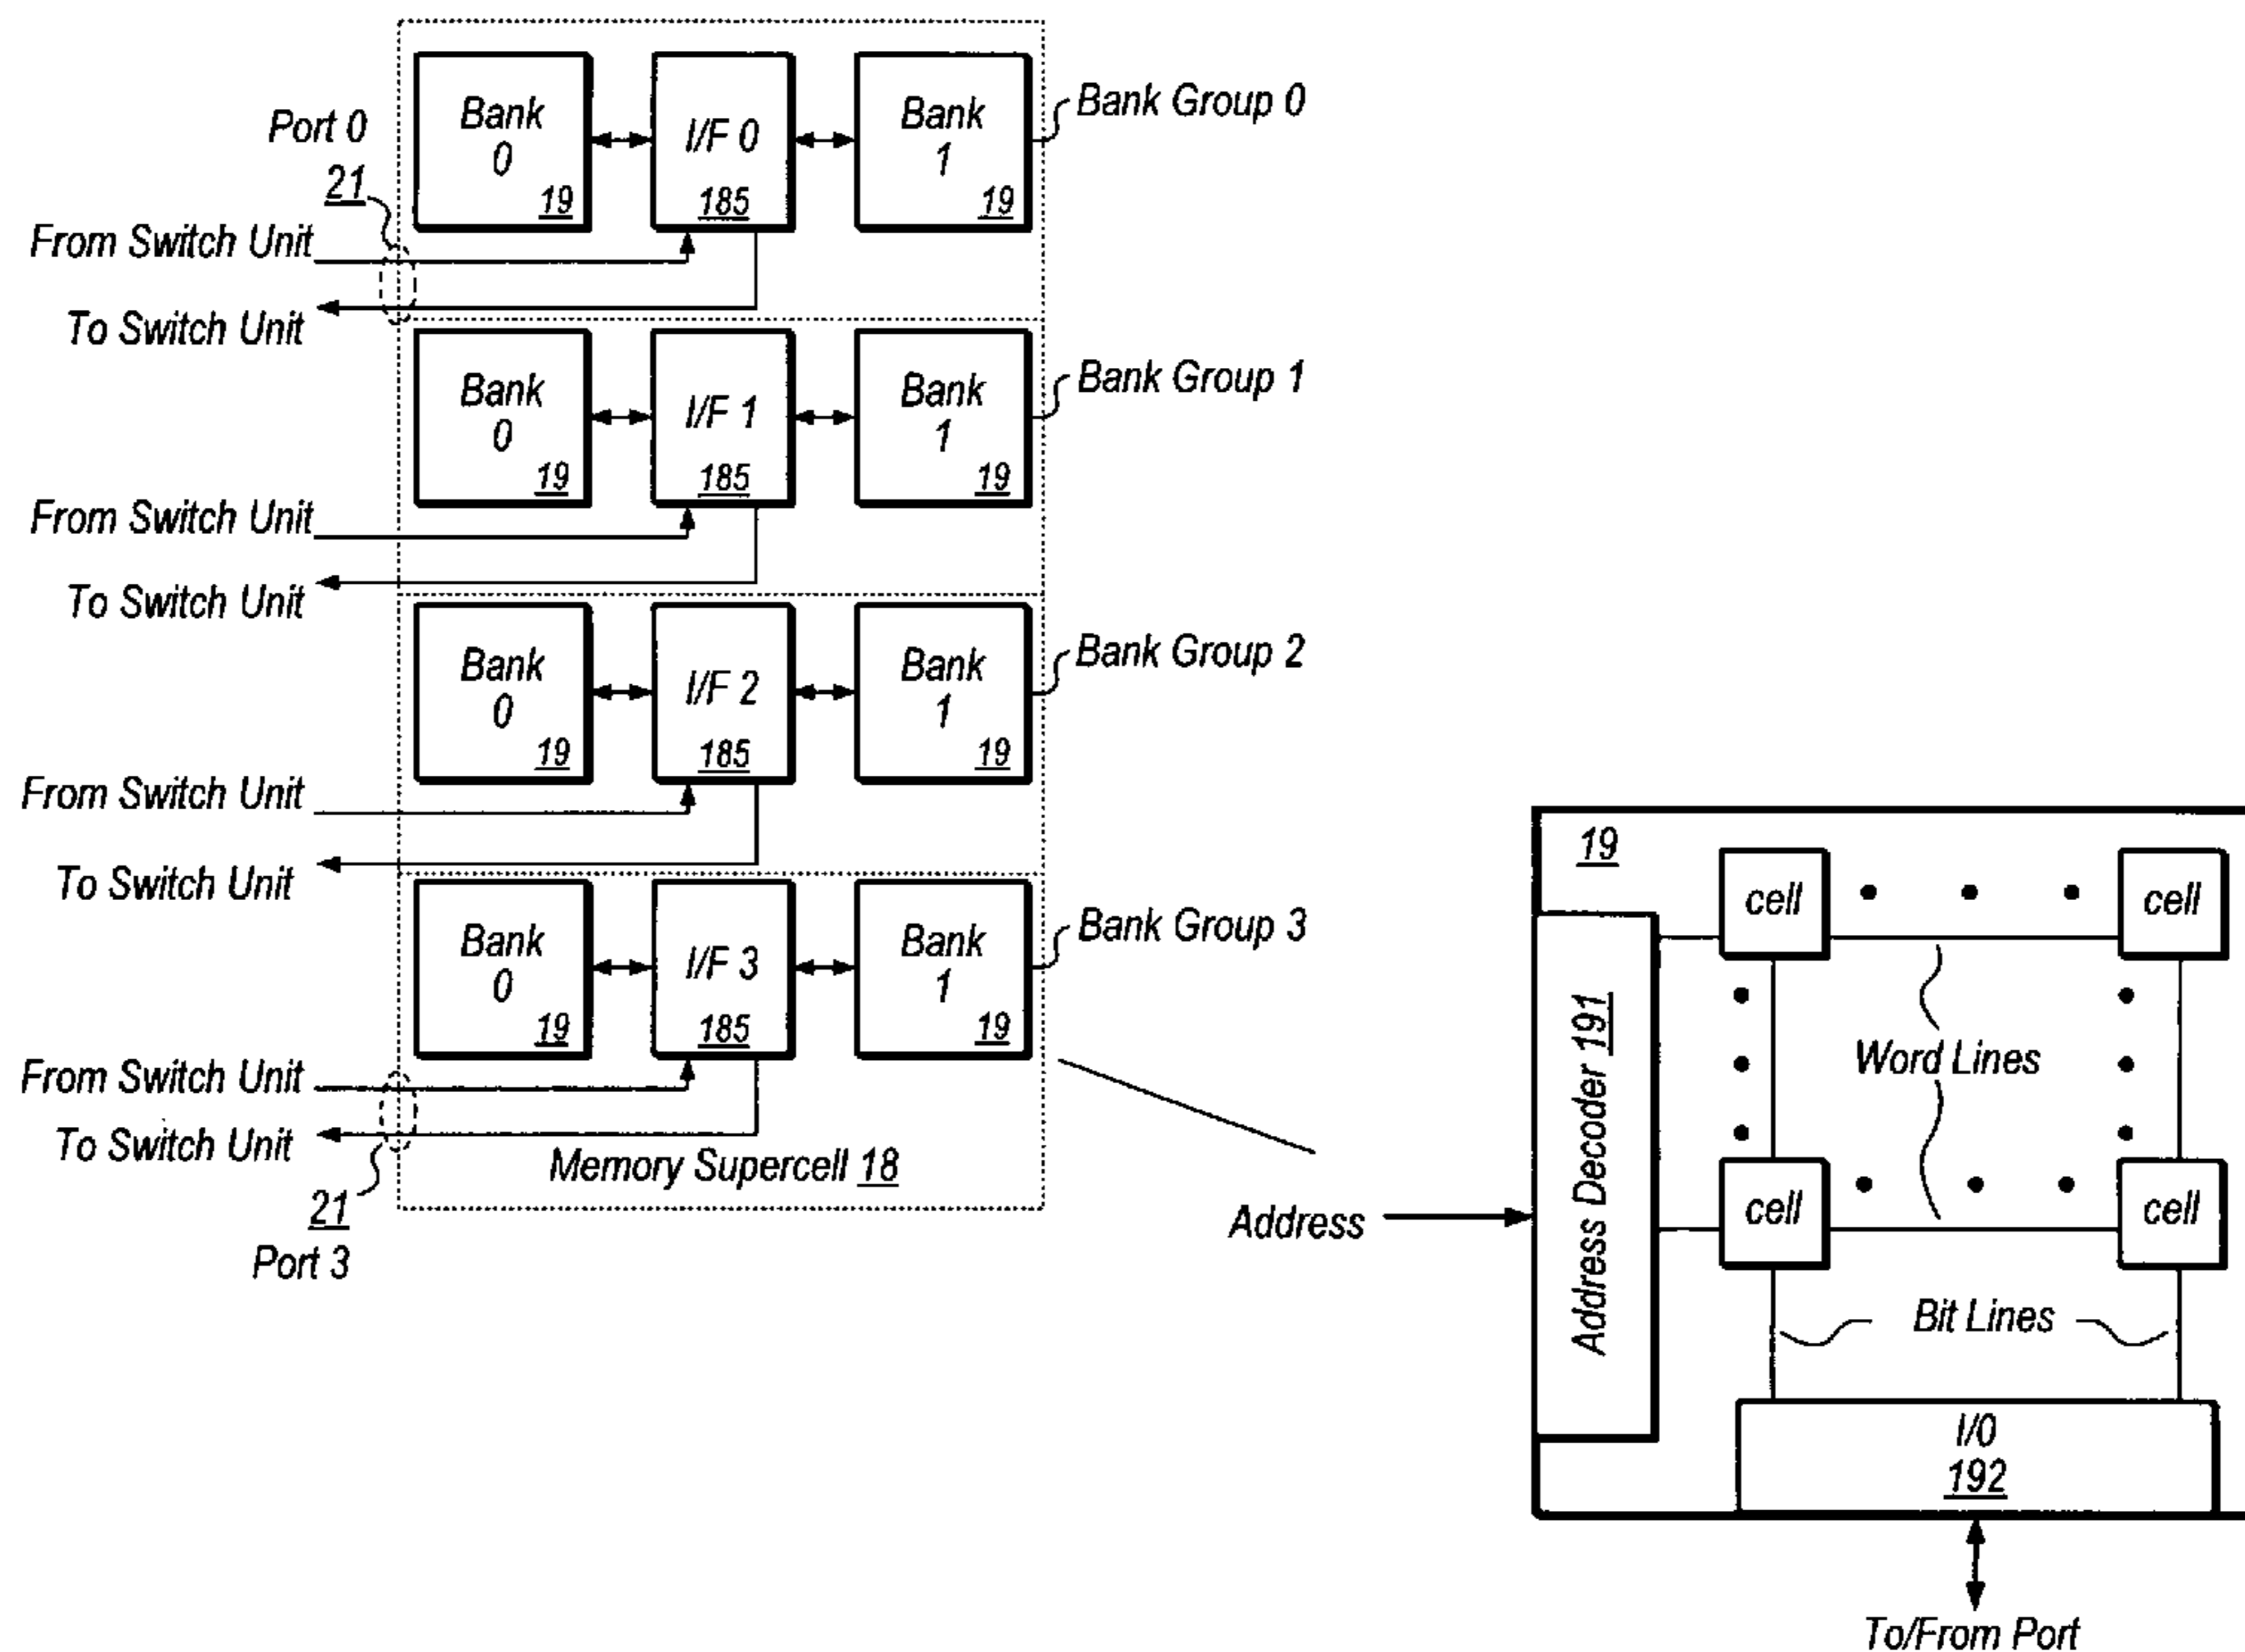 Bank 0 19
I/F 0 185
Bank 1 19
Bank Group 0
Port 0
21
From Switch Unit
To Switch Unit
Bank 0 19
I/F 1 185
Bank 1 19
Bank Group 1
From Switch Unit
To Switch Unit
Bank 0 19
I/F 2 185
Bank 1 19
Bank Group 2
From Switch Unit
To Switch Unit
Bank 0 19
I/F 3 185
Bank 1 19
Bank Group 3
From Switch Unit
To Switch Unit
21
Port 3
Memory Supercell 18
19
cell
cell
Word Lines
Address Decoder 191
Address
cell
cell
Bit Lines
I/0
192
To/From Port